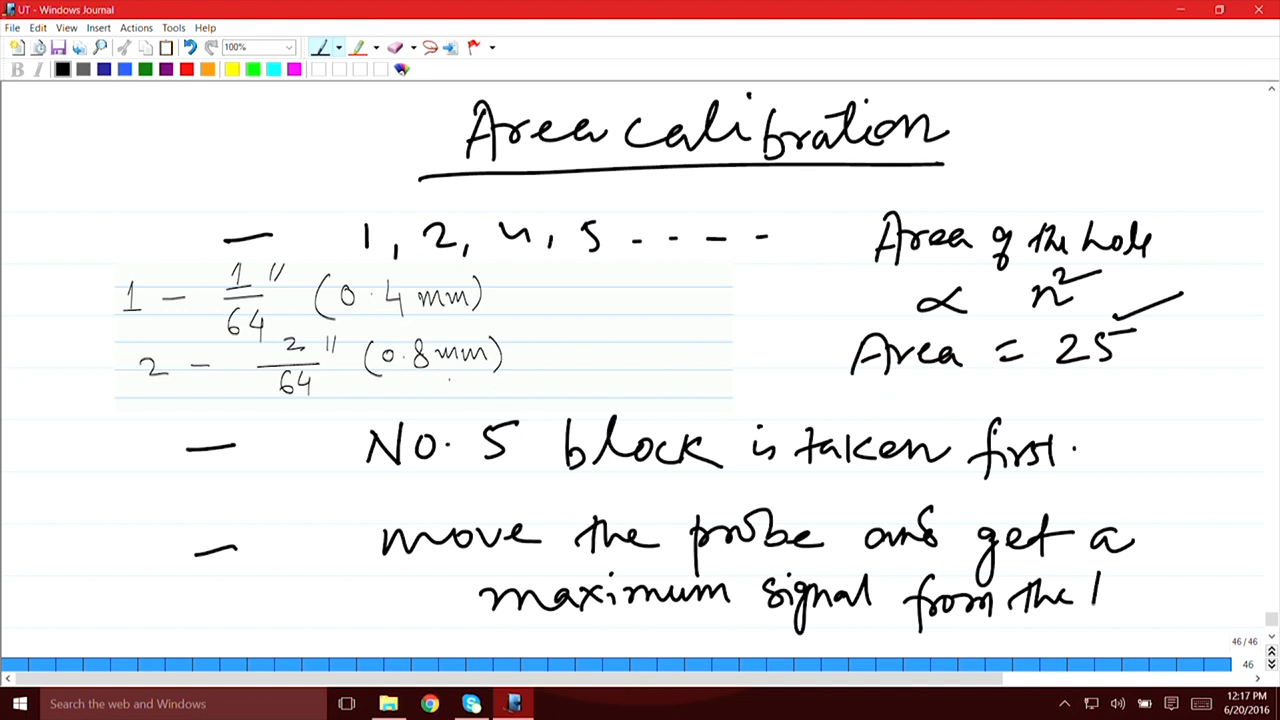 UT - Windows Journal
File Edit View Insert Actions Tools Help
100%
Area calibration
— 1, 2, 4, 5 - - - -
Area of the hole
∝ n²
Area = 25
1 — 1/64" (0.4 mm)
2 — 2/64" (0.8 mm)
— No. 5 block is taken first.
— move the probe and get a
maximum signal from the
46 / 46
46
Search the web and Windows
12:17 PM
6/20/2016